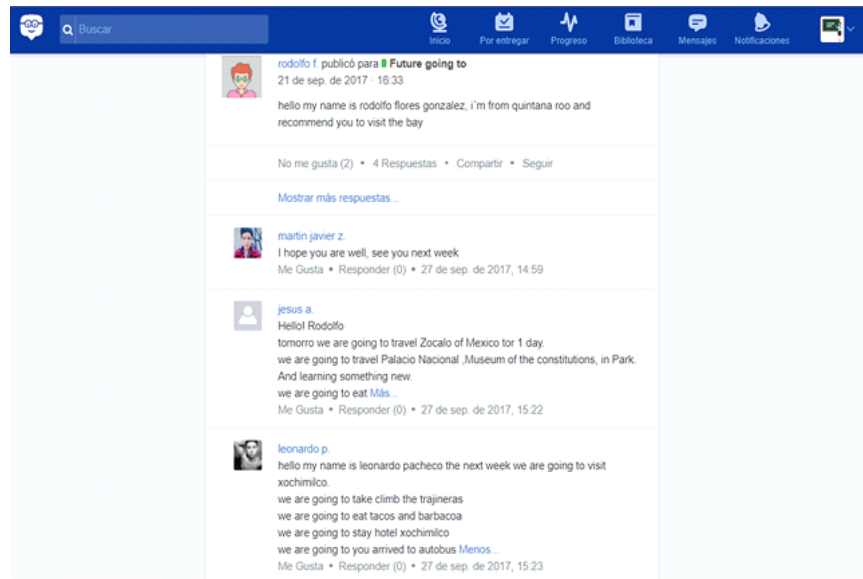 Buscar
Inicio
Por entregar
Progreso
Biblioteca
Mensajes
Notificaciones
rodolfo f. publicó para Future going to
21 de sep. de 2017 · 16:33
hello my name is rodolfo flores gonzalez, i´m from quintana roo and
recommend you to visit the bay
No me gusta (2) • 4 Respuestas • Compartir • Seguir
Mostrar más respuestas...
martin javier z.
I hope you are well, see you next week
Me Gusta • Responder (0) • 27 de sep. de 2017, 14:59
jesus a.
Hello! Rodolfo
tomorro we are going to travel Zocalo of Mexico tor 1 day.
we are going to travel Palacio Nacional ,Museum of the constitutions, in Park.
And learning something new.
we are going to eat Más...
Me Gusta • Responder (0) • 27 de sep. de 2017, 15:22
leonardo p.
hello my name is leonardo pacheco the next week we are going to visit
xochimilco.
we are going to take climb the trajineras
we are going to eat tacos and barbacoa
we are going to stay hotel xochimilco
we are going to you arrived to autobus Menos...
Me Gusta • Responder (0) • 27 de sep. de 2017, 15:23